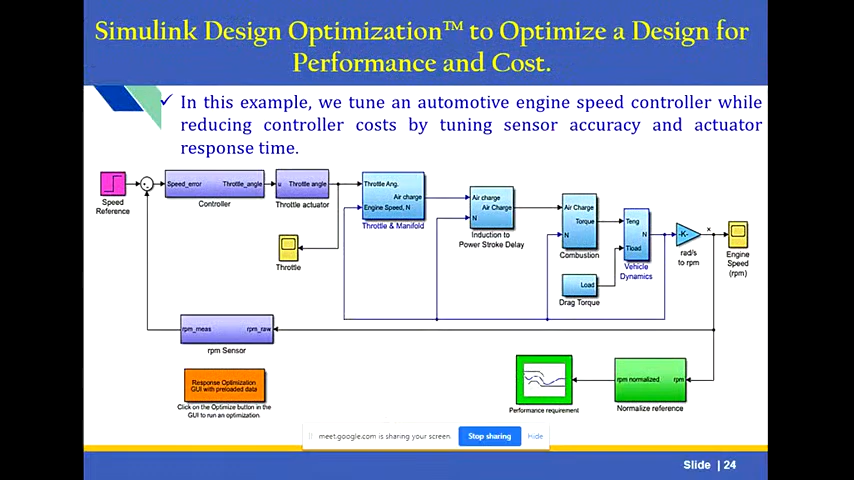 Simulink Design Optimization™ to Optimize a Design for
Performance and Cost.
✓ In this example, we tune an automotive engine speed controller while
reducing controller costs by tuning sensor accuracy and actuator
response time.
Speed
Reference
Speed_error
Throttle_angle
Controller
u
Throttle angle
Throttle actuator
Throttle
Throttle Ang.
Air charge
Engine Speed, N
Throttle & Manifold
Air charge
Air Charge
N
Induction to
Power Stroke Delay
Air Charge
Torque
N
Combustion
Load
Drag Torque
Teng
N
Tload
Vehicle
Dynamics
-K-
rad/s
to rpm
Engine
Speed
(rpm)
rpm_meas
rpm_raw
rpm Sensor
Response Optimization
GUI with preloaded data
Click on the Optimize button in the
GUI to run an optimization.
Performance requirement
rpm normalized
rpm
Normalize reference
meet.google.com is sharing your screen.
Stop sharing
Hide
Slide | 24